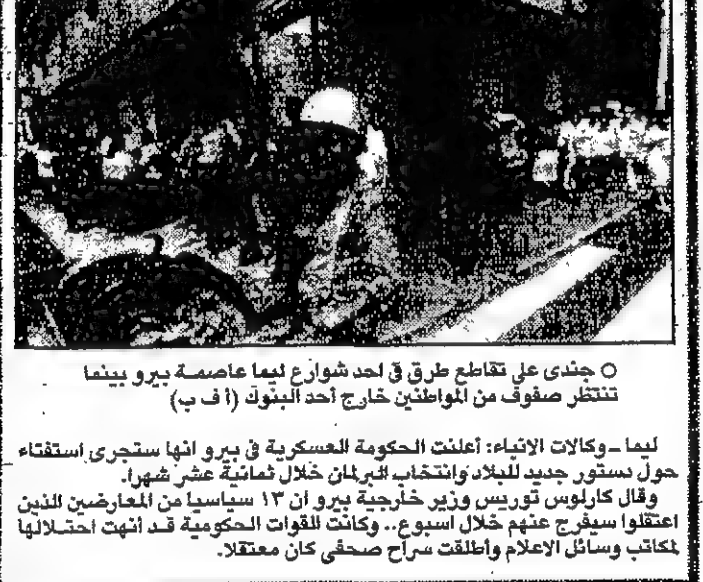 ○ جندى على تقاطع طرق في احد شوارع ليما عاصمة بيرو بينما
تنتظر صفوف من المواطنين خارج أحد البنوك (أ ف ب)
ليما ـ وكالات الانباء: أعلنت الحكومة العسكرية في بيرو انها ستجرى استفتاء
حول دستور جديد للبلاد وانتخاب البرلمان خلال ثمانية عشر شهرا.
وقال كارلوس توريس وزير خارجية بيرو ان ١٣ سياسيا من المعارضين الذين
اعتقلوا سيفرج عنهم خلال اسبوع.. وكانت القوات الحكومية قد أنهت احتلالها
لمكاتب وسائل الاعلام وأطلقت سراح صحفى كان معتقلا.